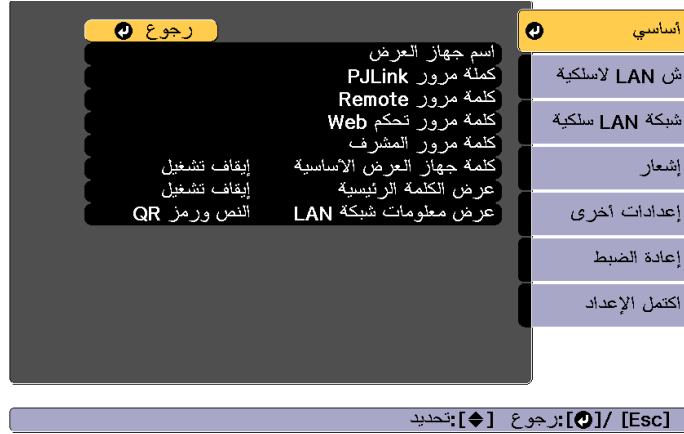 أساسي
ش LAN لاسلكية
شبكة LAN سلكية
إشعار
إعدادات أخرى
إعادة الضبط
اكتمل الإعداد
رجوع
اسم جهاز العرض
كملة مرور PJLink
كلمة مرور Remote
كلمة مرور تحكم Web
كلمة مرور المشرف
كلمة جهاز العرض الأساسية إيقاف تشغيل
عرض الكلمة الرئيسية إيقاف تشغيل
عرض معلومات شبكة LAN النص ورمز QR
[Esc] /[⏎]:رجوع [◆]:تحديد